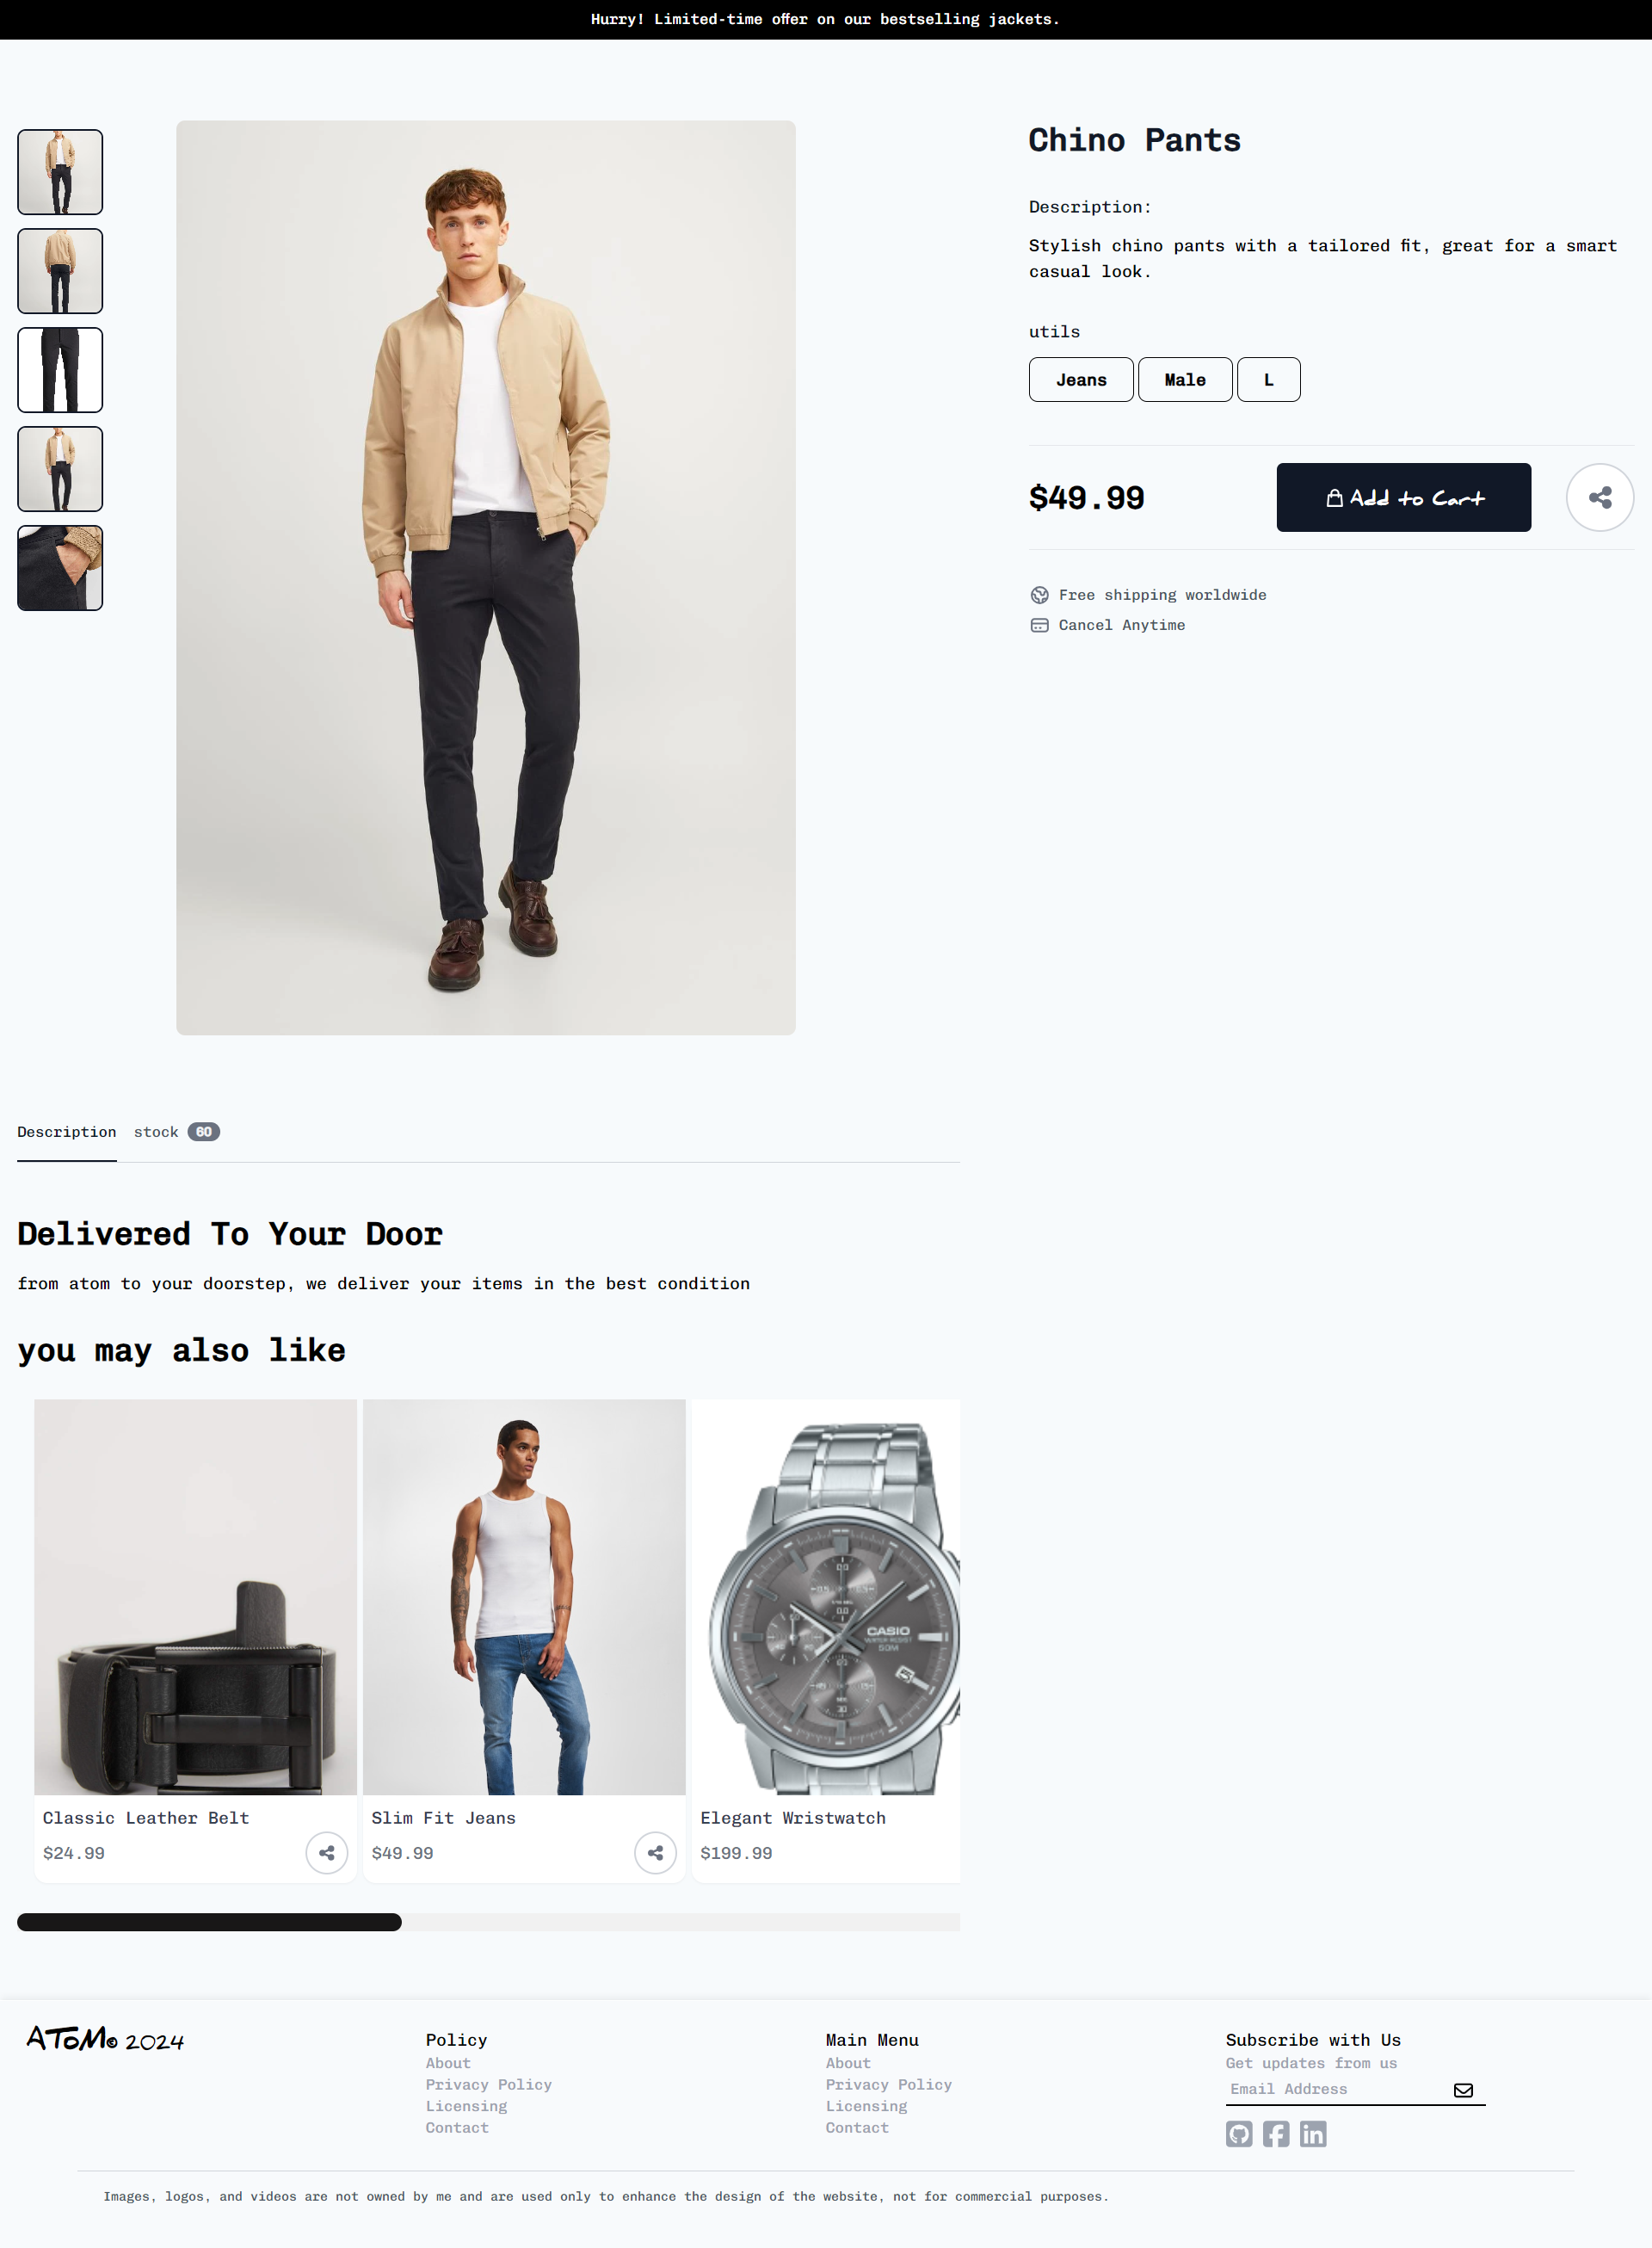 Hurry! Limited-time offer on our bestselling jackets.
Chino Pants
Description:
Stylish chino pants with a tailored fit, great for a smart
casual look.
utils
Jeans
Male
L
$49.99
Add to Cart
Free shipping worldwide
Cancel Anytime
Description
stock 60
Delivered To Your Door
from atom to your doorstep, we deliver your items in the best condition
you may also like
CASIO
WATER RESIST
50M
Classic Leather Belt
$24.99
Slim Fit Jeans
$49.99
Elegant Wristwatch
$199.99
ATOM© 2024
Policy
About
Privacy Policy
Licensing
Contact
Main Menu
About
Privacy Policy
Licensing
Contact
Subscribe with Us
Get updates from us
Email Address
Images, logos, and videos are not owned by me and are used only to enhance the design of the website, not for commercial purposes.